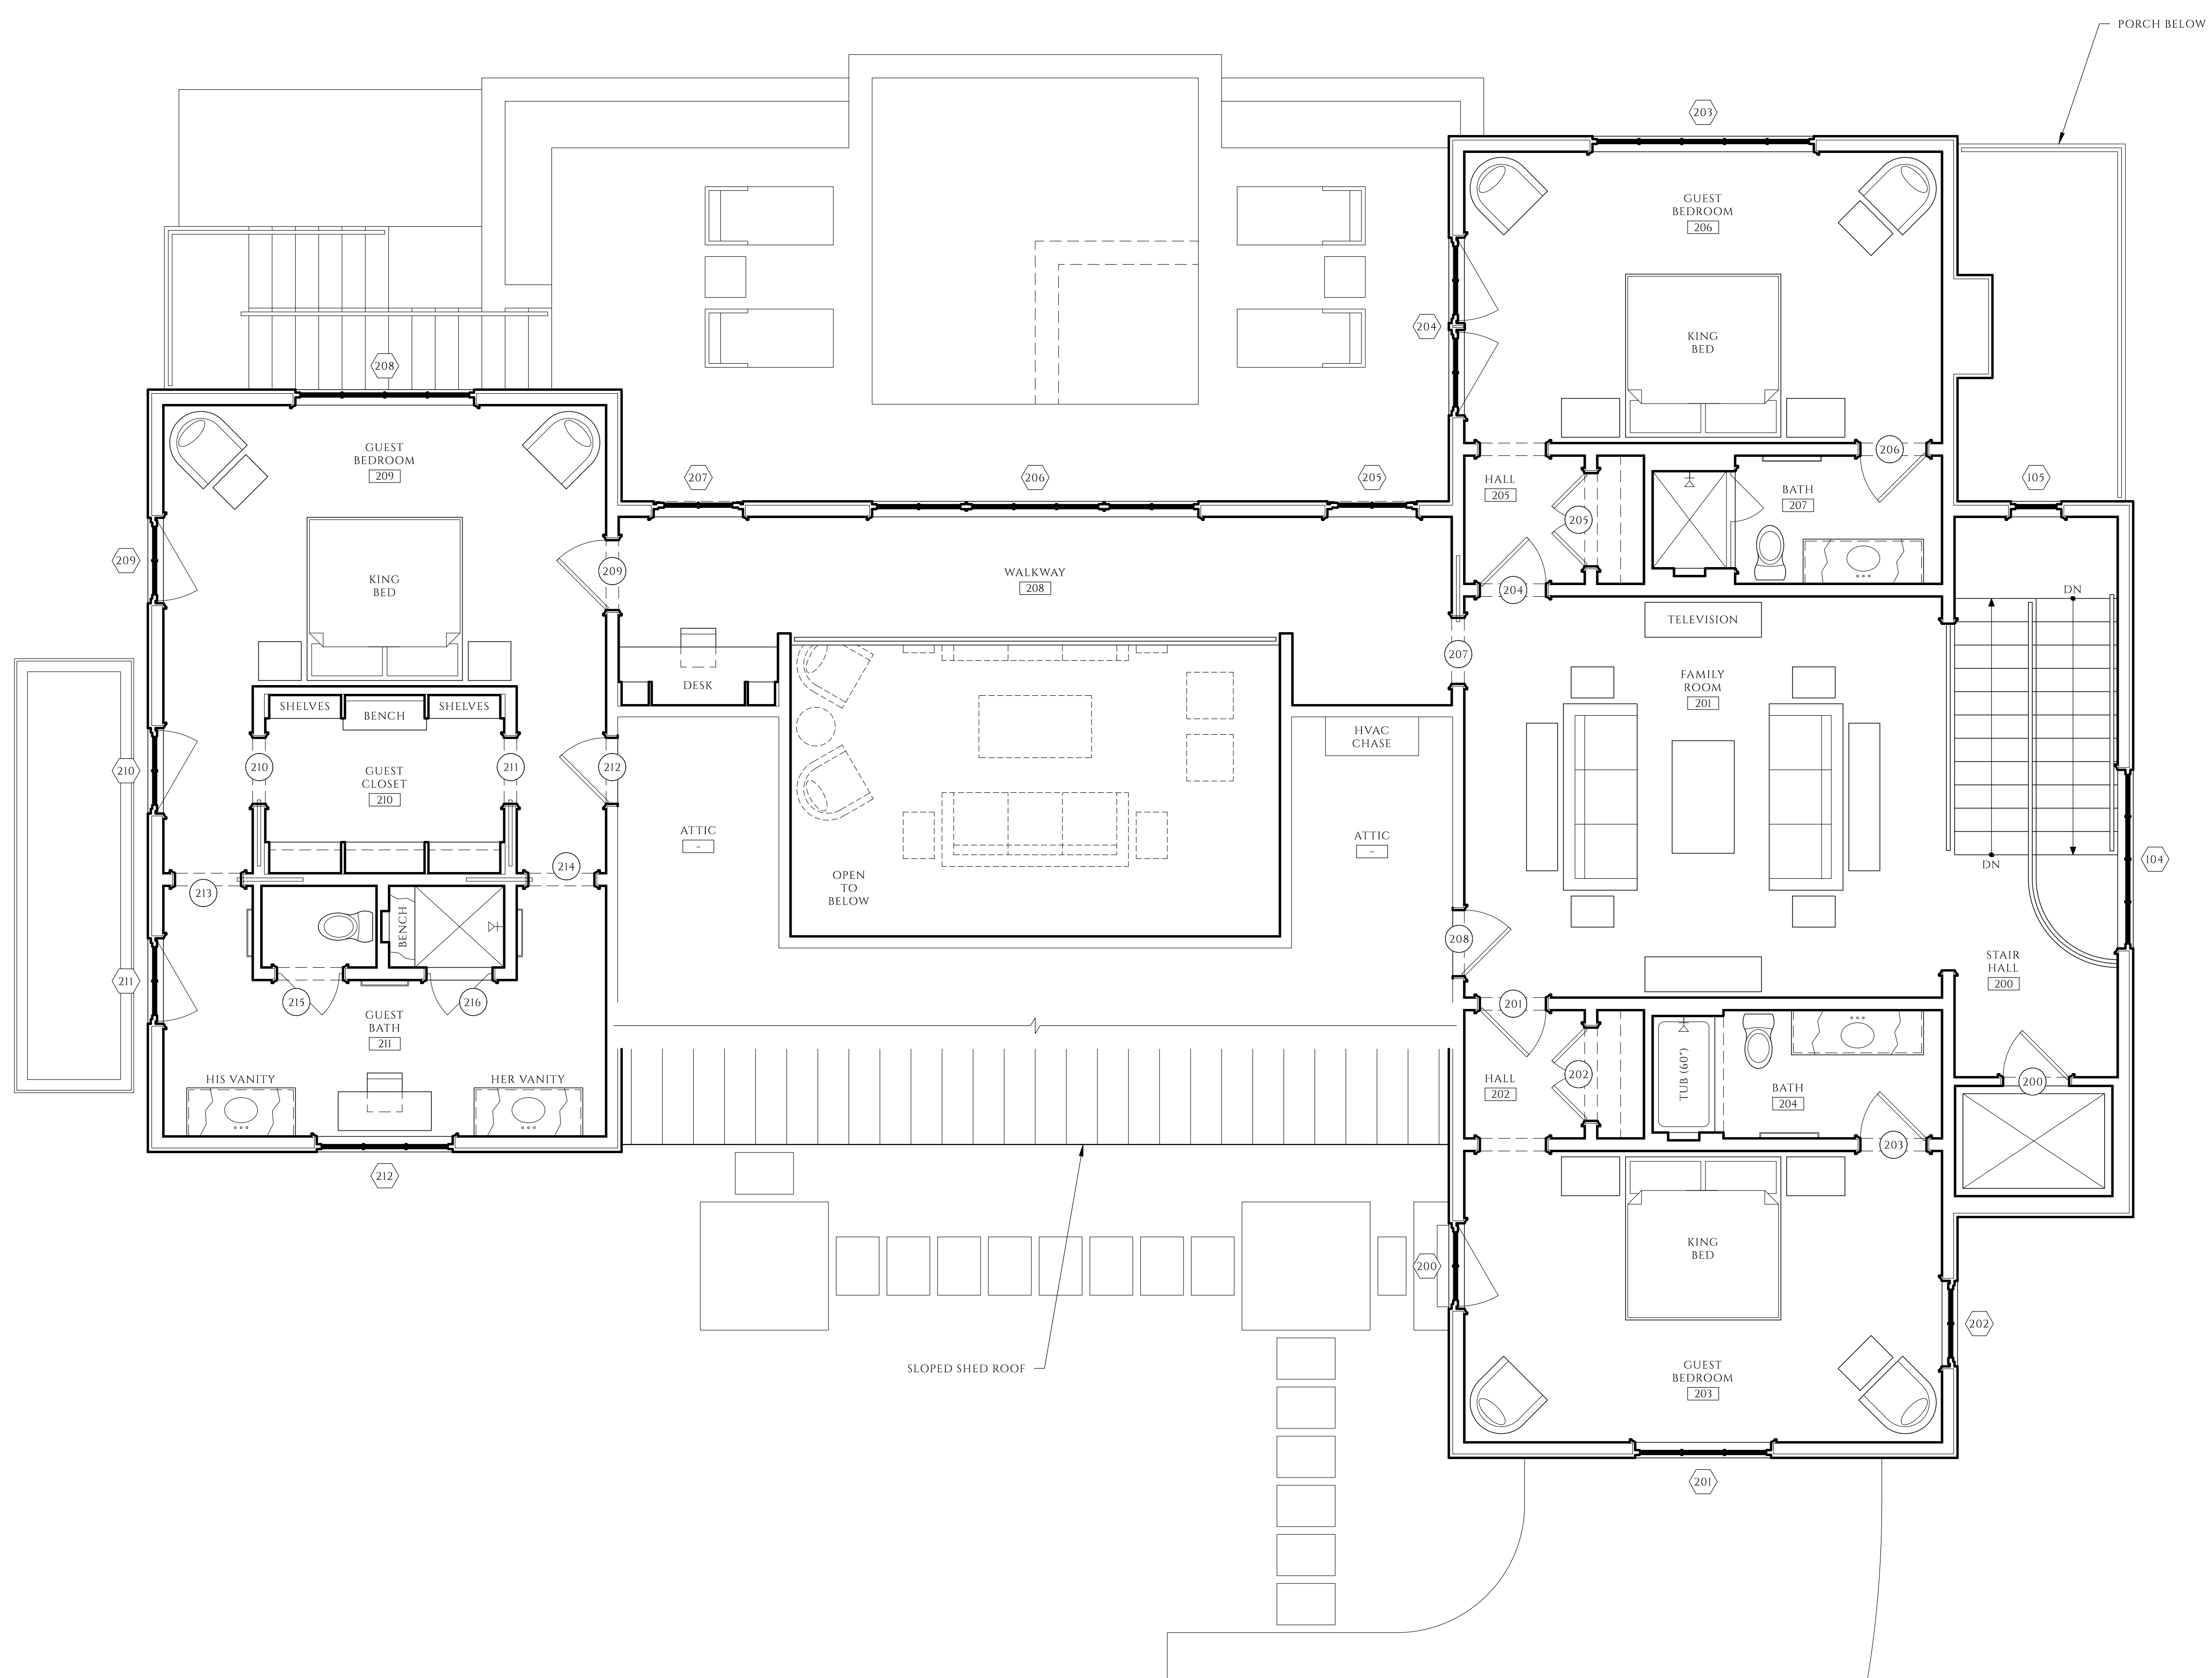 PORCH BELOW
203
GUEST
BEDROOM
206
204
KING
BED
208
GUEST
BEDROOM
209
206
207
206
205
HALL
205
BATH
207
105
205
209
209
KING
BED
WALKWAY
208
204
DN
TELEVISION
207
FAMILY
ROOM
201
DESK
SHELVES
BENCH
SHELVES
HVAC
CHASE
210
210
GUEST
CLOSET
210
211
212
ATTIC
-
ATTIC
-
OPEN
TO
BELOW
104
DN
213
214
BENCH
208
STAIR
HALL
200
211
215
216
201
GUEST
BATH
211
HIS VANITY
HER VANITY
HALL
202
202
TUB (60")
BATH
204
200
203
212
KING
BED
200
202
SLOPED SHED ROOF
GUEST
BEDROOM
203
201